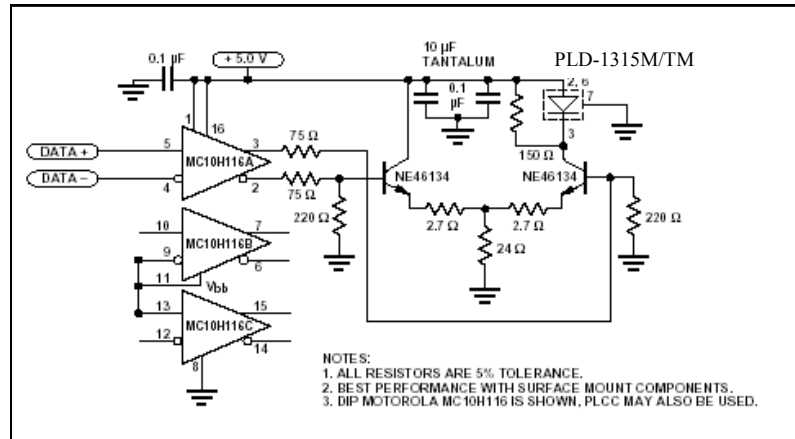 10 µF
TANTALUM
PLD-1315M/TM
0.1 µF
+ 5.0 V
2, 6
7
0.1
µF
1
16
3
5
3
75 Ω
DATA +
MC10H116A
150 Ω
DATA –
4
2
75 Ω
NE46134
NE46134
220 Ω
2.7 Ω
2.7 Ω
220 Ω
10
7
MC10H116B
24 Ω
9
6
11
Vbb
13
15
MC10H116C
12
14
8
NOTES:
1. ALL RESISTORS ARE 5% TOLERANCE.
2. BEST PERFORMANCE WITH SURFACE MOUNT COMPONENTS.
3. DIP MOTOROLA MC10H116 IS SHOWN, PLCC MAY ALSO BE USED.